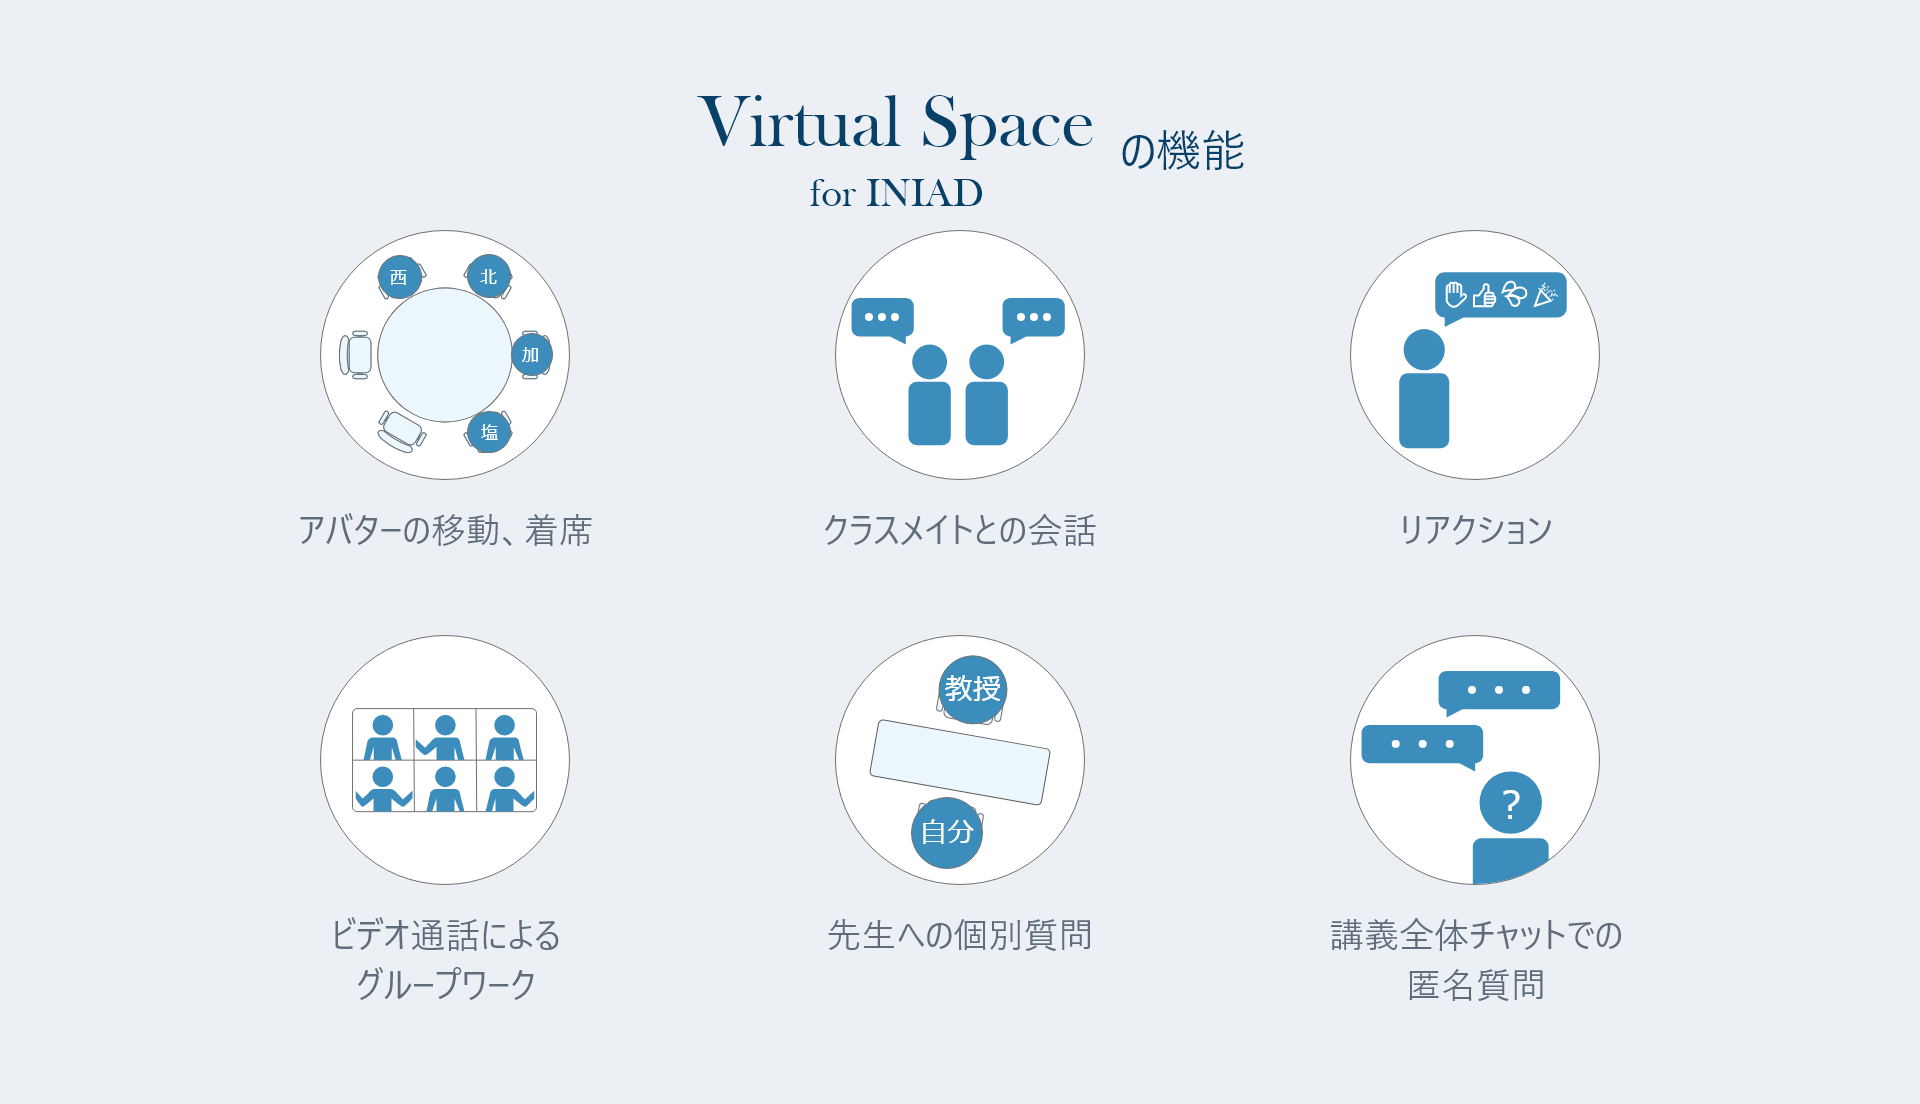 Virtual Space の機能
for INIAD
西
北
加
塩
アバターの移動、着席
クラスメイトとの会話
リアクション
ビデオ通話による
グループワーク
教授
自分
先生への個別質問
?
講義全体チャットでの
匿名質問